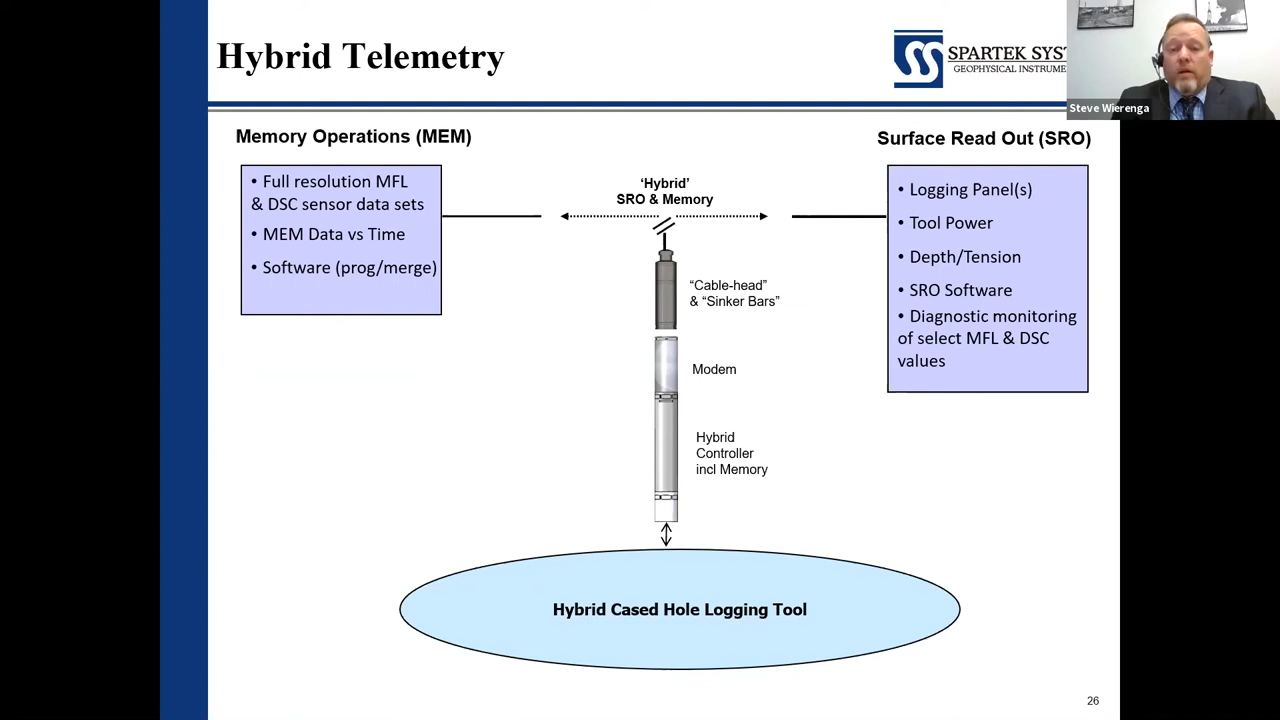 Hybrid Telemetry
SPARTEK
GEOPHYSICAL
Steve Wierenga
Memory Operations (MEM)
• Full resolution MFL
& DSC sensor data sets
• MEM Data vs Time
• Software (prog/merge)
‘Hybrid’
SRO & Memory
“Cable-head”
& “Sinker Bars”
Modem
Hybrid
Controller
incl Memory
Surface Read Out (SRO)
• Logging Panel(s)
• Tool Power
• Depth/Tension
• SRO Software
• Diagnostic monitoring
of select MFL & DSC
values
Hybrid Cased Hole Logging Tool
26